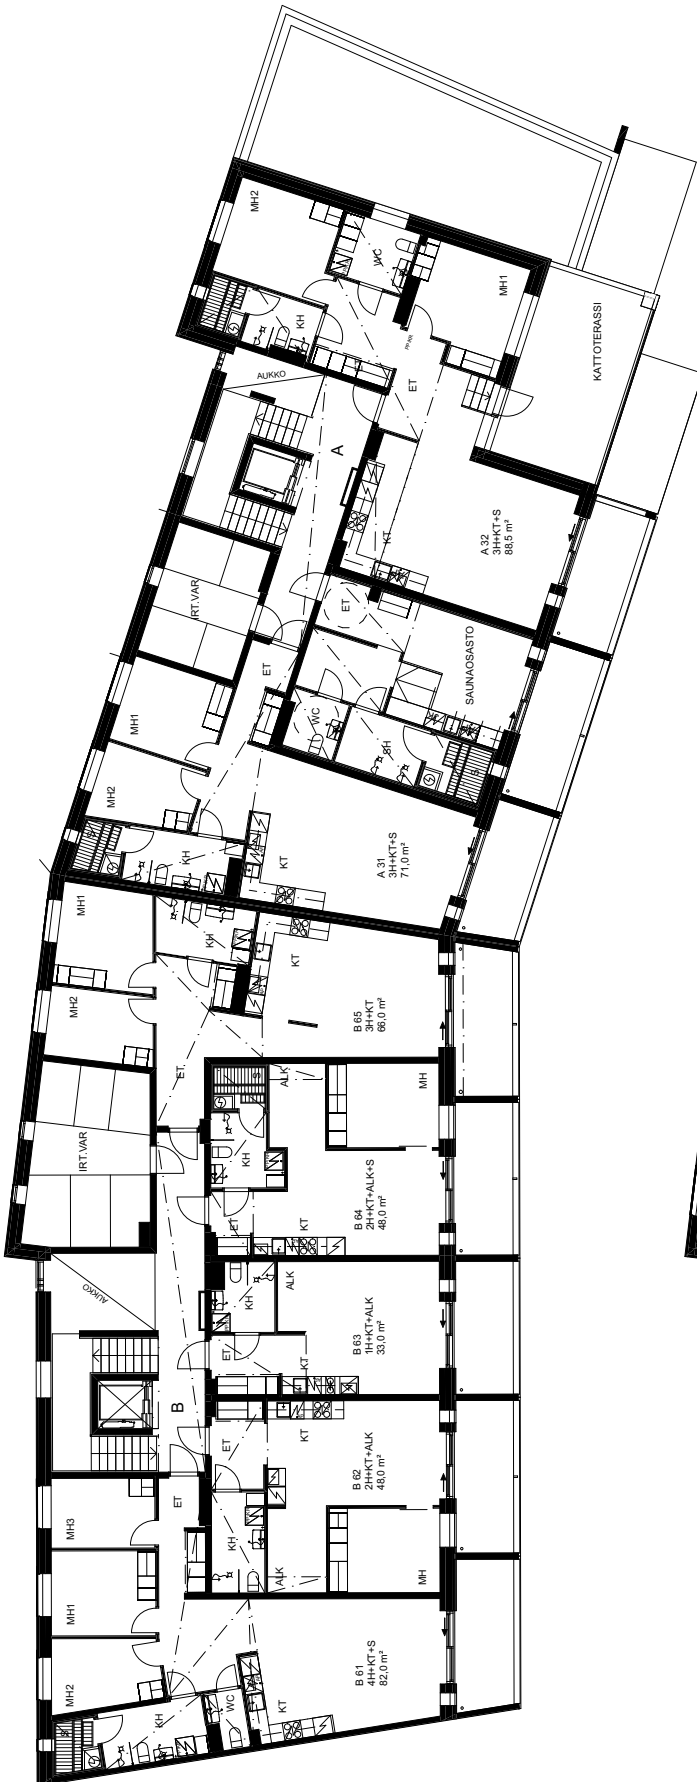 MH2
WC
MH1
KH
PP.KR.
ET
KATTOTERASSI
AUKKO
A
KT
A 32
3H+KT+S
88,5 m²
IRT.VAR
ET
SAUNAOSASTO
WC
SH
S
ET
MH1
MH2
S
KH
KT
A 31
3H+KT+S
71,0 m²
MH1
MH2
KH
KT
B 65
3H+KT
66,0 m²
ET
IRT.VAR
S
ALK
MH
KH
B 64
2H+KT+ALK+S
48,0 m²
KT
ET
AUKKO
ALK
KH
B 63
1H+KT+ALK
33,0 m²
ET
KT
B
ET
KT
B 62
2H+KT+ALK
48,0 m²
KH
ALK
MH
MH3
ET
MH1
MH2
B 61
4H+KT+S
82,0 m²
S
KH
WC
KT